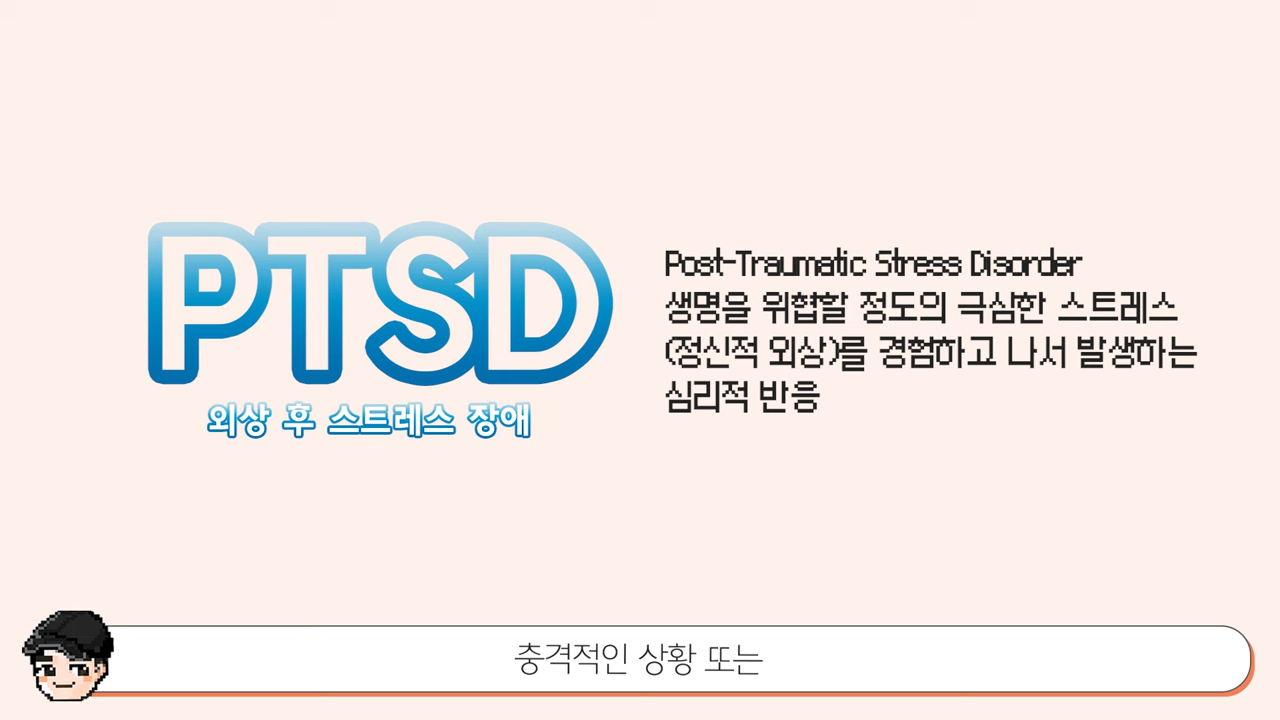 PTSD
외상 후 스트레스 장애
Post-Traumatic Stress Disorder
생명을 위협할 정도의 극심한 스트레스
(정신적 외상)를 경험하고 나서 발생하는
심리적 반응
충격적인 상황 또는